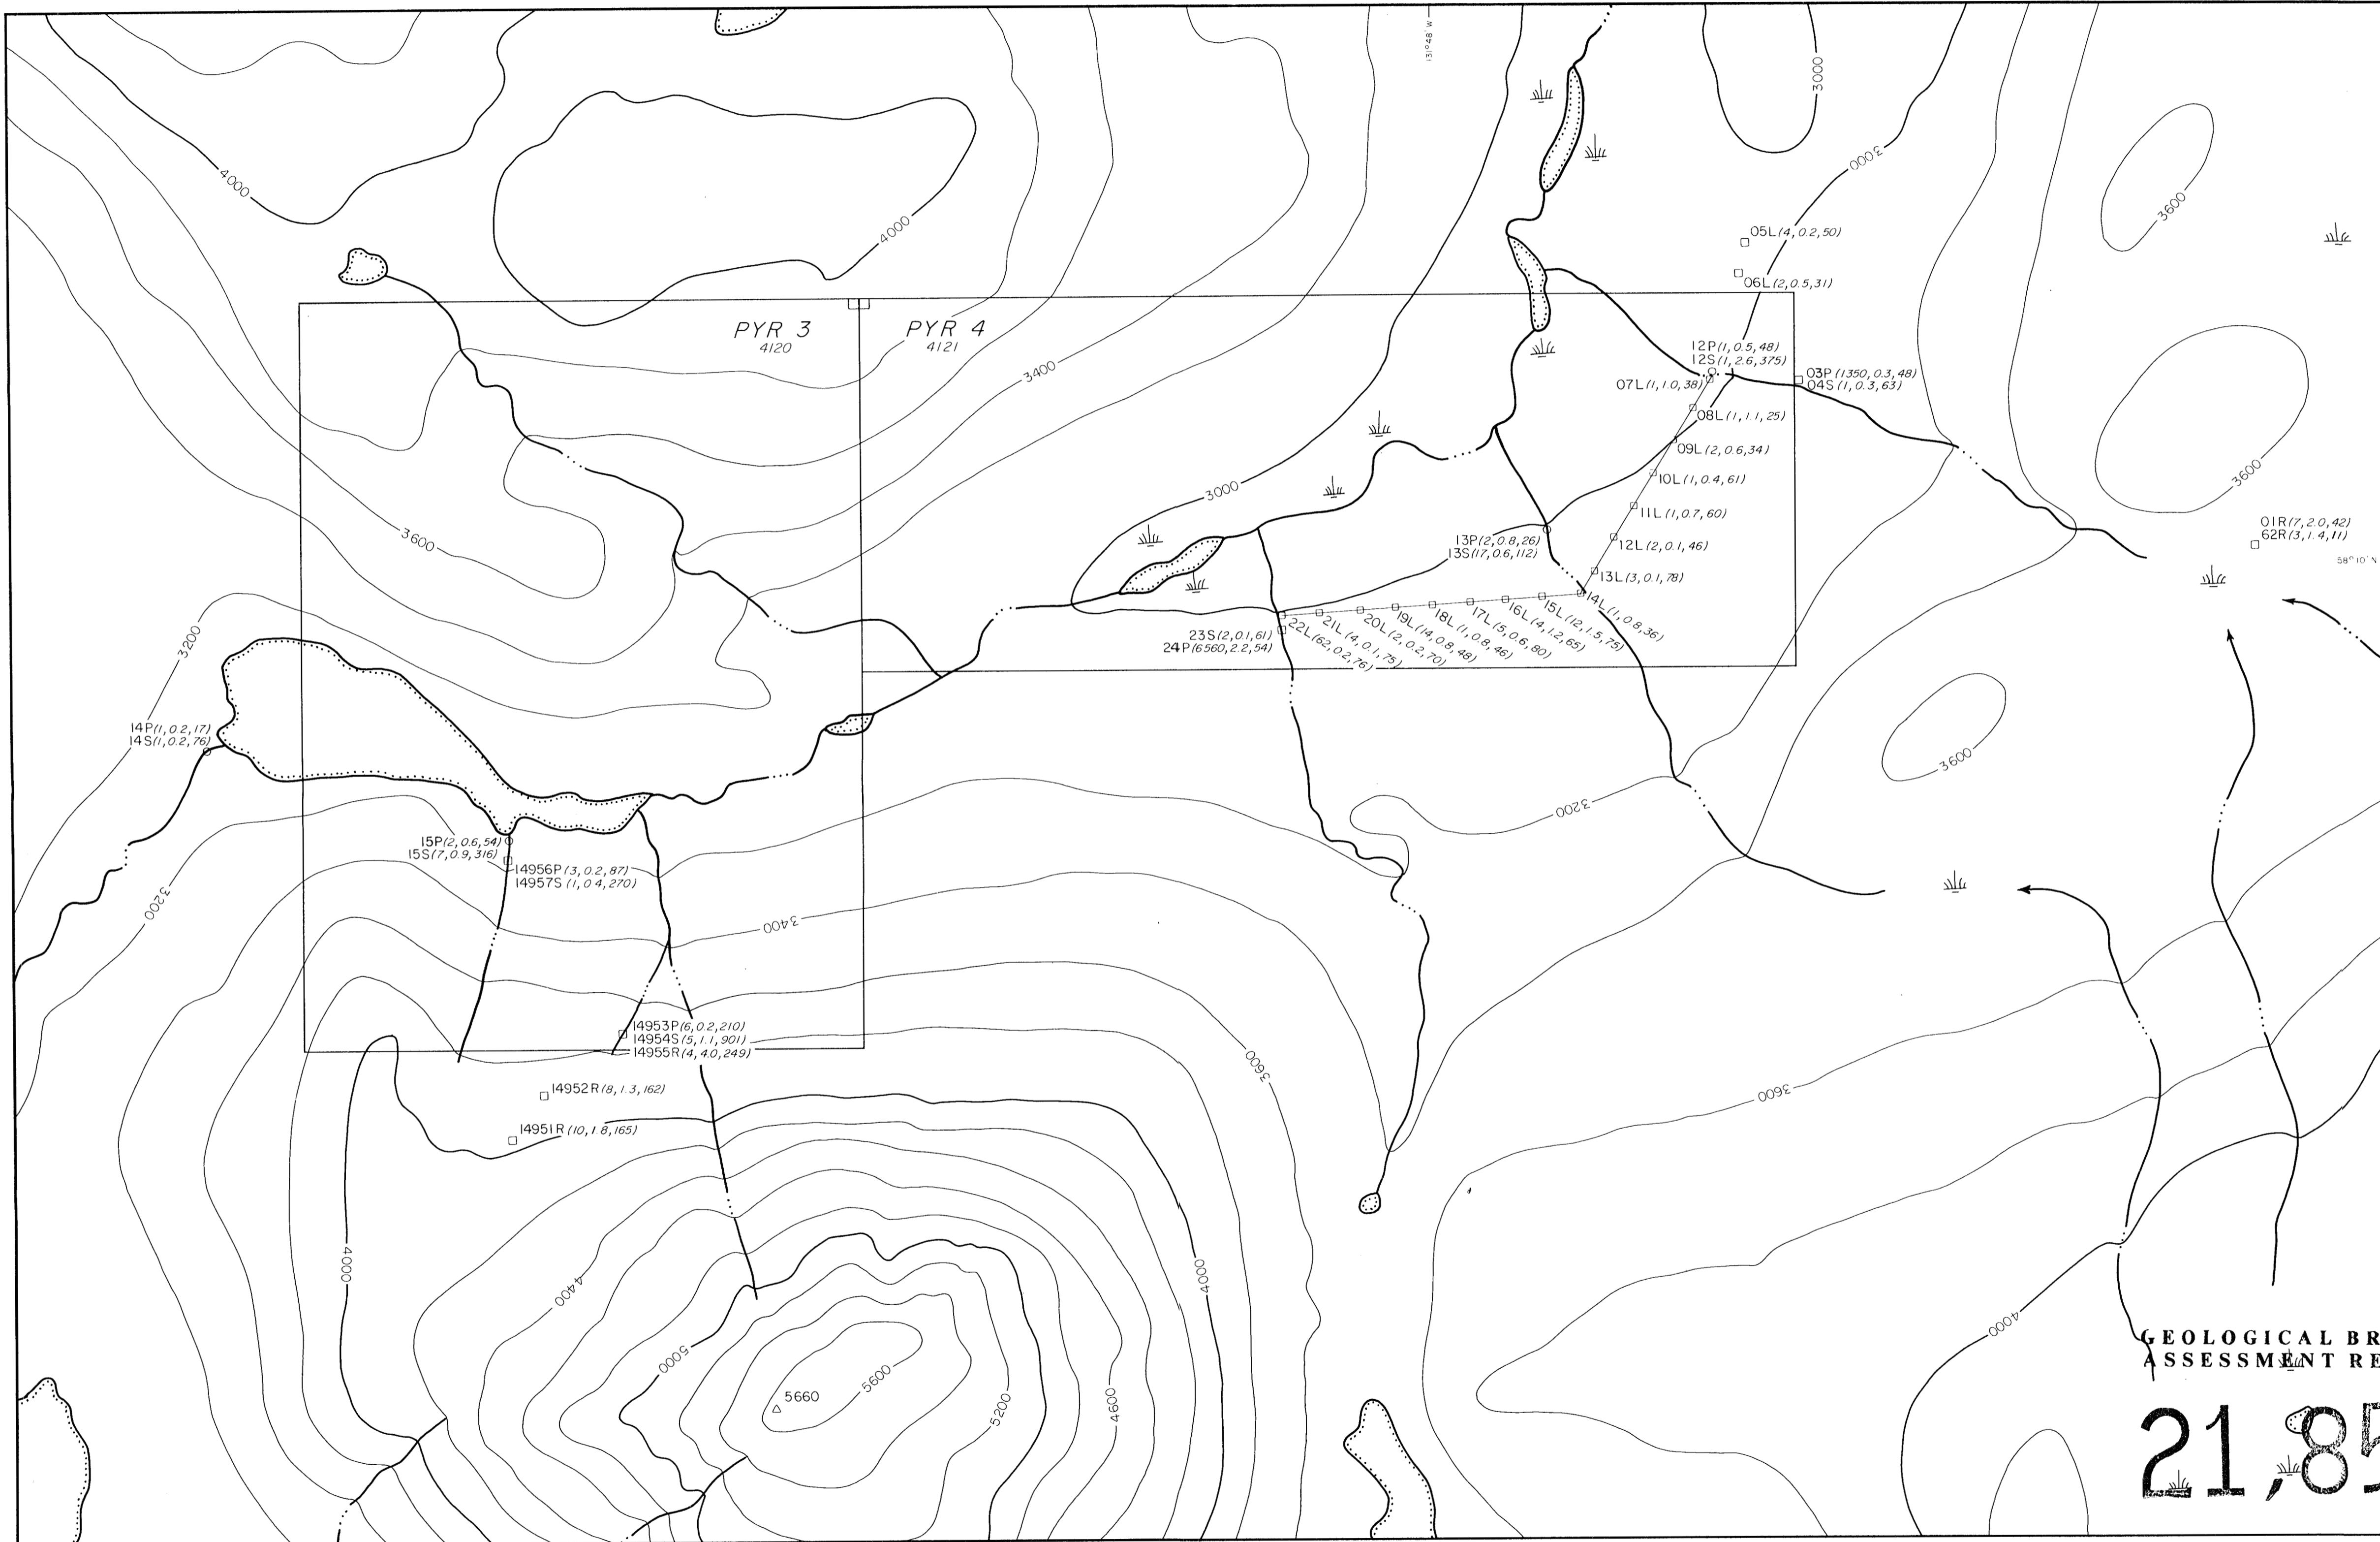 131°48' W
3000
4000
3000
3600
4000
05L(4,0.2,50)
06L(2,0.5,31)
PYR 3
4120
PYR 4
4121
3400
12P(1,0.5,48)
12S(1,2.6,375)
07L(1,1.0,38)
03P(1350,0.3,48)
04S(1,0.3,63)
08L(1,1.1,25)
09L(2,0.6,34)
10L(1,0.4,61)
3600
3000
3600
11L(1,0.7,60)
01R(7,2.0,42)
62R(3,1.4,11)
13P(2,0.8,26)
13S(17,0.6,112)
12L(2,0.1,46)
58°10' N
13L(3,0.1,78)
14L(1,0.8,36)
15L(12,1.5,75)
16L(4,1.2,65)
17L(5,0.6,80)
18L(1,0.8,46)
19L(14,0.8,48)
20L(2,0.2,70)
21L(4,0.1,75)
22L(62,0.2,76)
23S(2,0.1,61)
24P(6560,2.2,54)
3200
14P(1,0.2,17)
14S(1,0.2,76)
3600
3200
15P(2,0.6,54)
15S(7,0.9,316)
14956P(3,0.2,87)
14957S(1,0.4,270)
3200
3400
14953P(6,0.2,210)
14954S(5,1.1,901)
14955R(4,4.0,249)
3600
14952R(8,1.3,162)
3600
14951R(10,1.8,165)
4000
4400
4000
4000
GEOLOGICAL BR
ASSESSMENT RE
5000
5660
5600
5200
4600
21,85